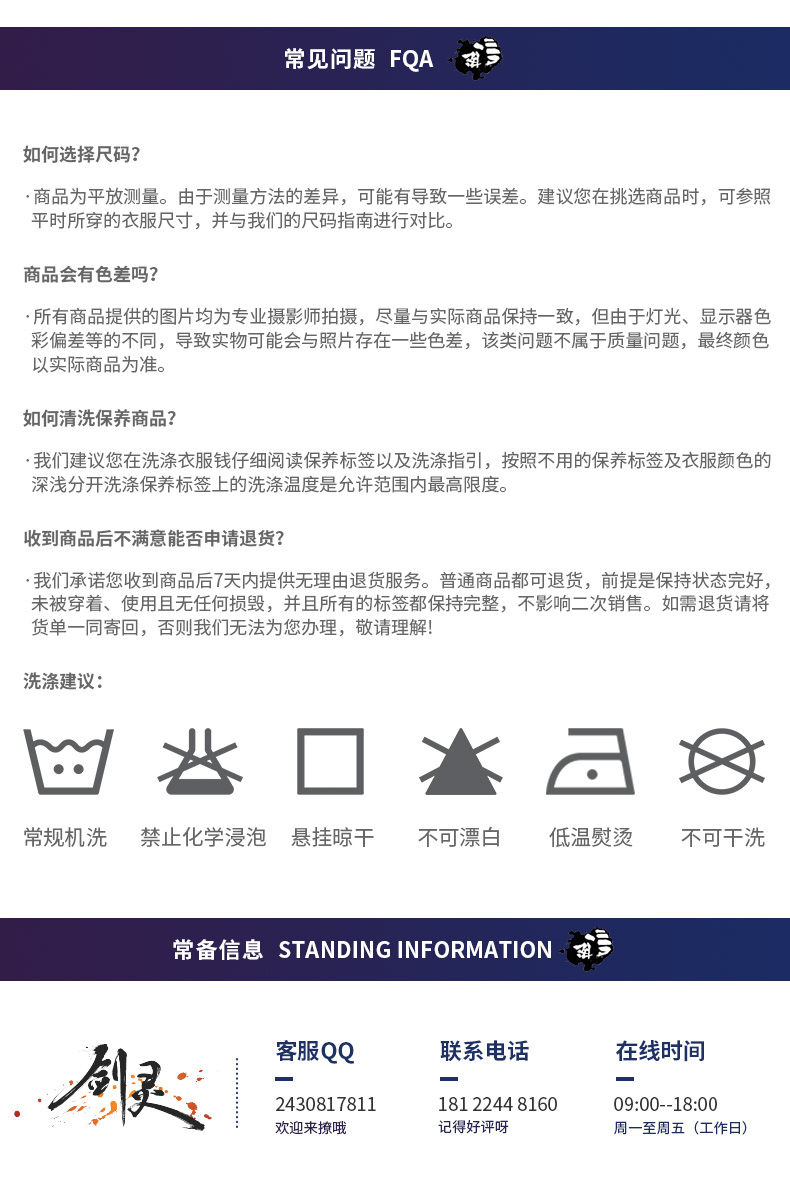 常见问题 FQA
如何选择尺码?
·商品为平放测量。由于测量方法的差异，可能有导致一些误差。建议您在挑选商品时，可参照
平时所穿的衣服尺寸，并与我们的尺码指南进行对比。
商品会有色差吗?
·所有商品提供的图片均为专业摄影师拍摄，尽量与实际商品保持一致，但由于灯光、显示器色
彩偏差等的不同，导致实物可能会与照片存在一些色差，该类问题不属于质量问题，最终颜色
以实际商品为准。
如何清洗保养商品?
·我们建议您在洗涤衣服钱仔细阅读保养标签以及洗涤指引，按照不用的保养标签及衣服颜色的
深浅分开洗涤保养标签上的洗涤温度是允许范围内最高限度。
收到商品后不满意能否申请退货?
·我们承诺您收到商品后7天内提供无理由退货服务。普通商品都可退货，前提是保持状态完好，
未被穿着、使用且无任何损毁，并且所有的标签都保持完整，不影响二次销售。如需退货请将
货单一同寄回，否则我们无法为您办理，敬请理解!
洗涤建议：
常规机洗 禁止化学浸泡 悬挂晾干 不可漂白 低温熨烫 不可干洗
常备信息 STANDING INFORMATION
剑灵
客服QQ 联系电话 在线时间
2430817811 181 2244 8160 09:00--18:00
欢迎来撩哦 记得好评呀 周一至周五（工作日）